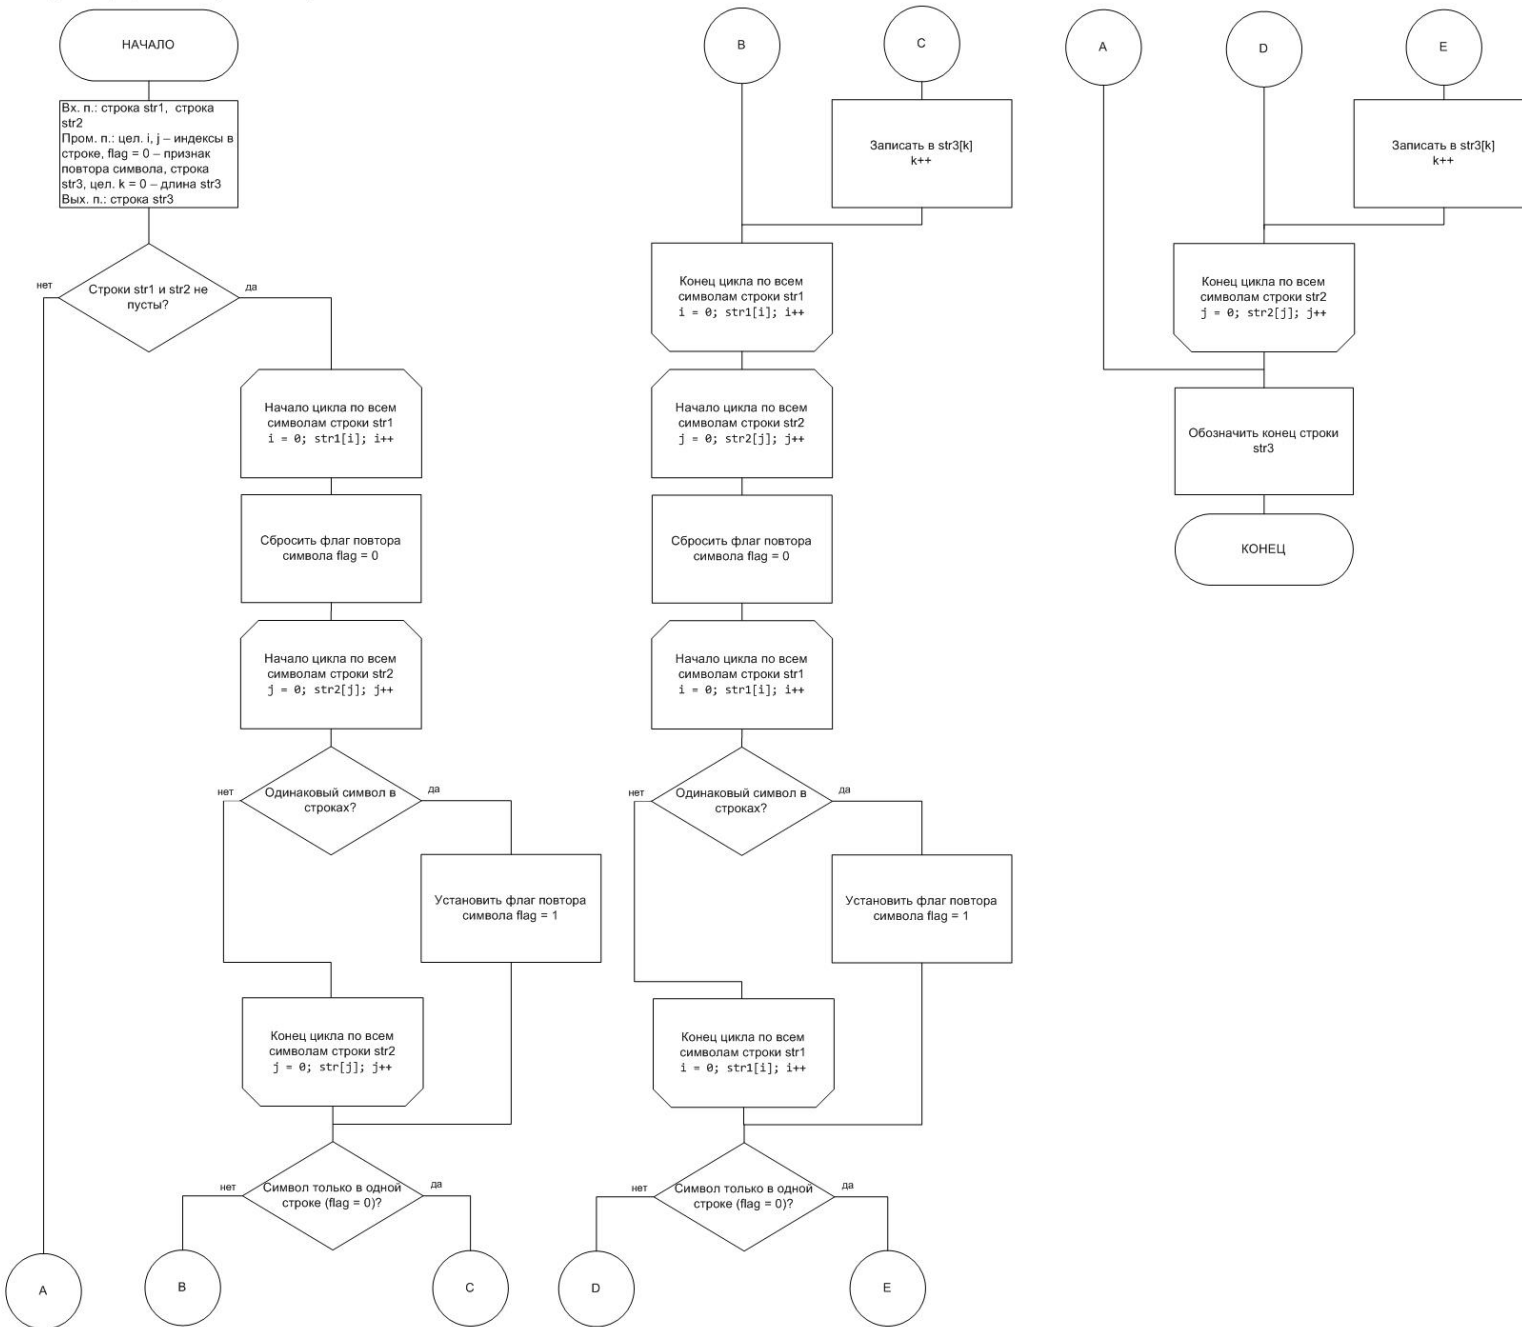 НАЧАЛО
Вх. п.: строка str1, строка
str2
Пром. п.: цел. i, j – индексы в
строке, flag = 0 – признак
повтора символа, строка
str3, цел. k = 0 – длина str3
Вых. п.: строка str3
нет
Строки str1 и str2 не
пусты?
да
Начало цикла по всем
символам строки str1
i = 0; str1[i]; i++
Сбросить флаг повтора
символа flag = 0
Начало цикла по всем
символам строки str2
j = 0; str2[j]; j++
нет
Одинаковый символ в
строках?
да
Установить флаг повтора
символа flag = 1
Конец цикла по всем
символам строки str2
j = 0; str[j]; j++
нет
Символ только в одной
строке (flag = 0)?
да
A
B
C
B
C
Записать в str3[k]
k++
Конец цикла по всем
символам строки str1
i = 0; str1[i]; i++
Начало цикла по всем
символам строки str2
j = 0; str2[j]; j++
Сбросить флаг повтора
символа flag = 0
Начало цикла по всем
символам строки str1
i = 0; str1[i]; i++
нет
Одинаковый символ в
строках?
да
Установить флаг повтора
символа flag = 1
Конец цикла по всем
символам строки str1
i = 0; str1[i]; i++
нет
Символ только в одной
строке (flag = 0)?
да
D
E
A
D
E
Записать в str3[k]
k++
Конец цикла по всем
символам строки str2
j = 0; str2[j]; j++
Обозначить конец строки
str3
КОНЕЦ